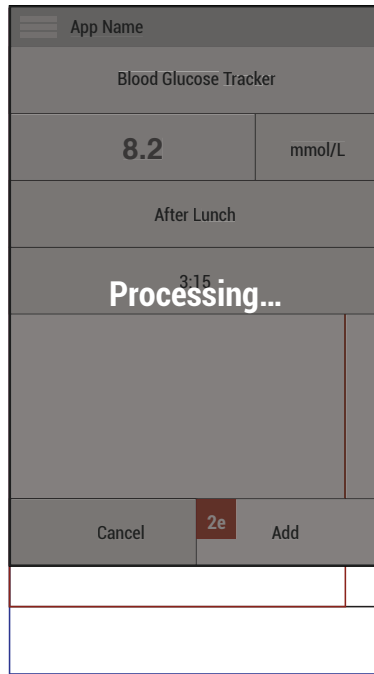 App Name
Blood Glucose Tracker
8.2 mmol/L
After Lunch
3:15
Processing...
Cancel 2e Add